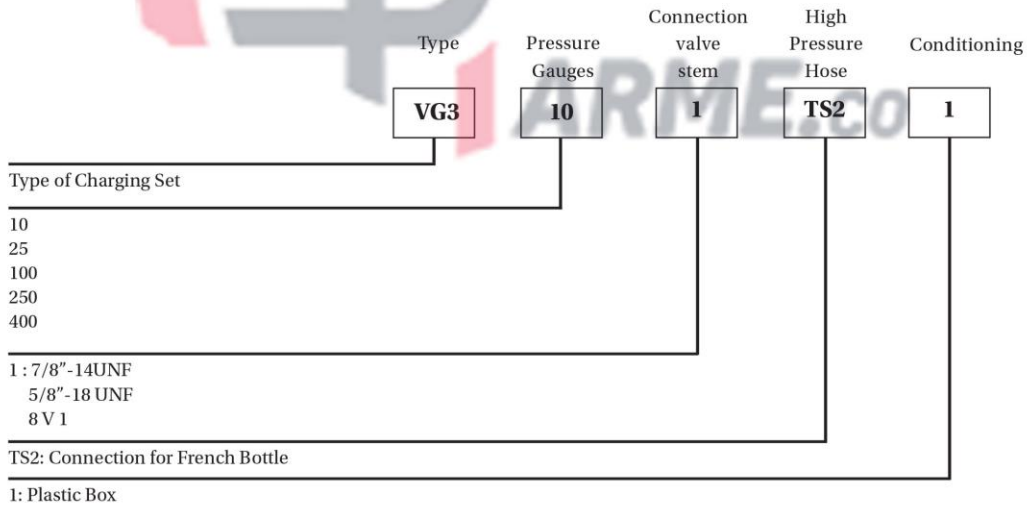 Type
Pressure
Gauges
Connection
valve
stem
High
Pressure
Hose
Conditioning
VG3 10 1 TS2 1
ARME.co
Type of Charging Set
10
25
100
250
400
1 : 7/8"-14UNF
5/8"-18 UNF
8 V 1
TS2: Connection for French Bottle
1: Plastic Box